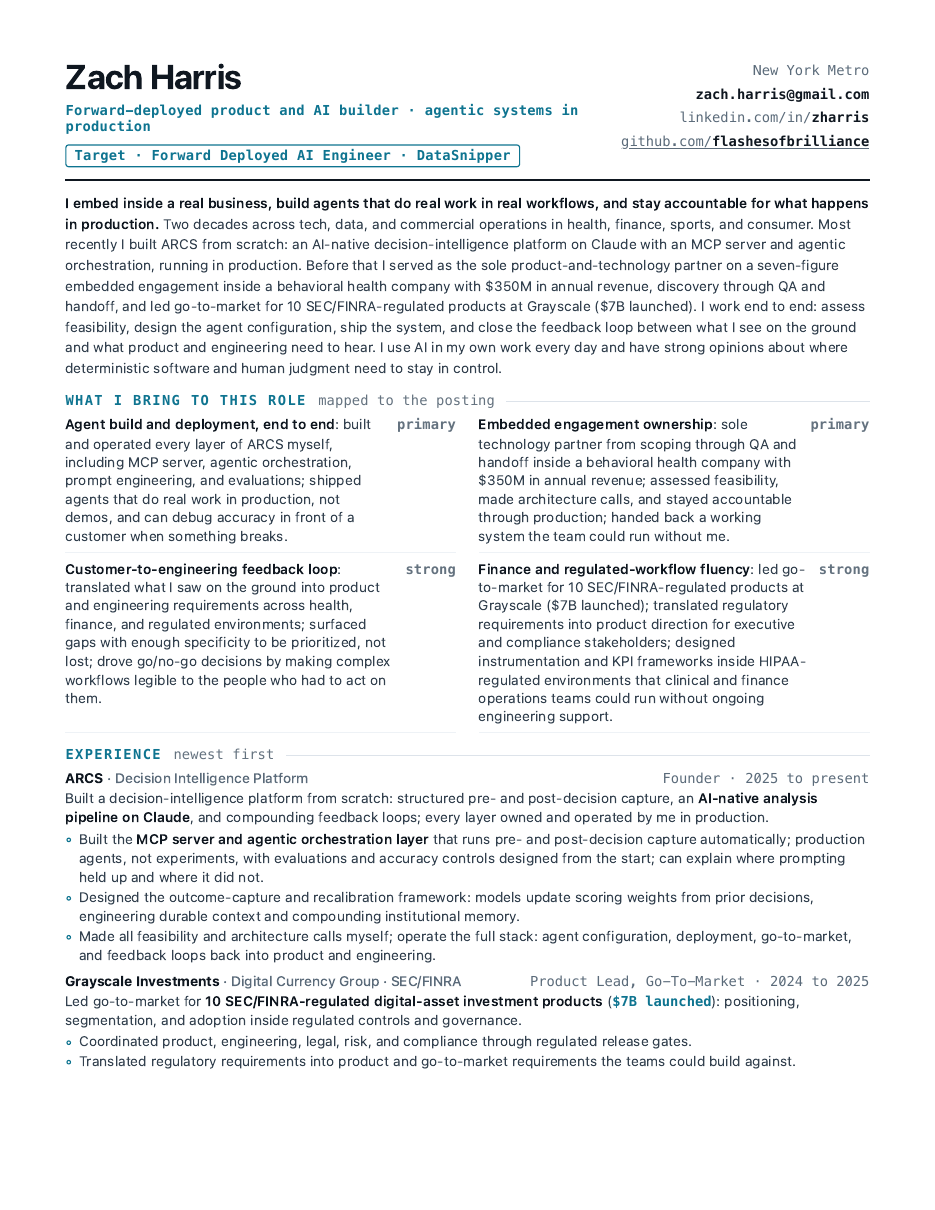 Zach Harris
Forward-deployed product and AI builder · agentic systems in
production
Target · Forward Deployed AI Engineer · DataSnipper
New York Metro
zach.harris@gmail.com
linkedin.com/in/zharris
github.com/flashesofbrilliance
I embed inside a real business, build agents that do real work in real workflows, and stay accountable for what happens
in production. Two decades across tech, data, and commercial operations in health, finance, sports, and consumer. Most
recently I built ARCS from scratch: an AI-native decision-intelligence platform on Claude with an MCP server and agentic
orchestration, running in production. Before that I served as the sole product-and-technology partner on a seven-figure
embedded engagement inside a behavioral health company with $350M in annual revenue, discovery through QA and
handoff, and led go-to-market for 10 SEC/FINRA-regulated products at Grayscale ($7B launched). I work end to end: assess
feasibility, design the agent configuration, ship the system, and close the feedback loop between what I see on the ground
and what product and engineering need to hear. I use AI in my own work every day and have strong opinions about where
deterministic software and human judgment need to stay in control.
WHAT I BRING TO THIS ROLE mapped to the posting
Agent build and deployment, end to end: built primary
and operated every layer of ARCS myself,
including MCP server, agentic orchestration,
prompt engineering, and evaluations; shipped
agents that do real work in production, not
demos, and can debug accuracy in front of a
customer when something breaks.
Embedded engagement ownership: sole primary
technology partner from scoping through QA and
handoff inside a behavioral health company with
$350M in annual revenue; assessed feasibility,
made architecture calls, and stayed accountable
through production; handed back a working
system the team could run without me.
Customer-to-engineering feedback loop: strong
translated what I saw on the ground into product
and engineering requirements across health,
finance, and regulated environments; surfaced
gaps with enough specificity to be prioritized, not
lost; drove go/no-go decisions by making complex
workflows legible to the people who had to act on
them.
Finance and regulated-workflow fluency: led go- strong
to-market for 10 SEC/FINRA-regulated products at
Grayscale ($7B launched); translated regulatory
requirements into product direction for executive
and compliance stakeholders; designed
instrumentation and KPI frameworks inside HIPAA-
regulated environments that clinical and finance
operations teams could run without ongoing
engineering support.
EXPERIENCE newest first
ARCS · Decision Intelligence Platform Founder · 2025 to present
Built a decision-intelligence platform from scratch: structured pre- and post-decision capture, an AI-native analysis
pipeline on Claude, and compounding feedback loops; every layer owned and operated by me in production.
Built the MCP server and agentic orchestration layer that runs pre- and post-decision capture automatically; production
agents, not experiments, with evaluations and accuracy controls designed from the start; can explain where prompting
held up and where it did not.
Designed the outcome-capture and recalibration framework: models update scoring weights from prior decisions,
engineering durable context and compounding institutional memory.
Made all feasibility and architecture calls myself; operate the full stack: agent configuration, deployment, go-to-market,
and feedback loops back into product and engineering.
Grayscale Investments · Digital Currency Group · SEC/FINRA Product Lead, Go-To-Market · 2024 to 2025
Led go-to-market for 10 SEC/FINRA-regulated digital-asset investment products ($7B launched): positioning,
segmentation, and adoption inside regulated controls and governance.
Coordinated product, engineering, legal, risk, and compliance through regulated release gates.
Translated regulatory requirements into product and go-to-market requirements the teams could build against.